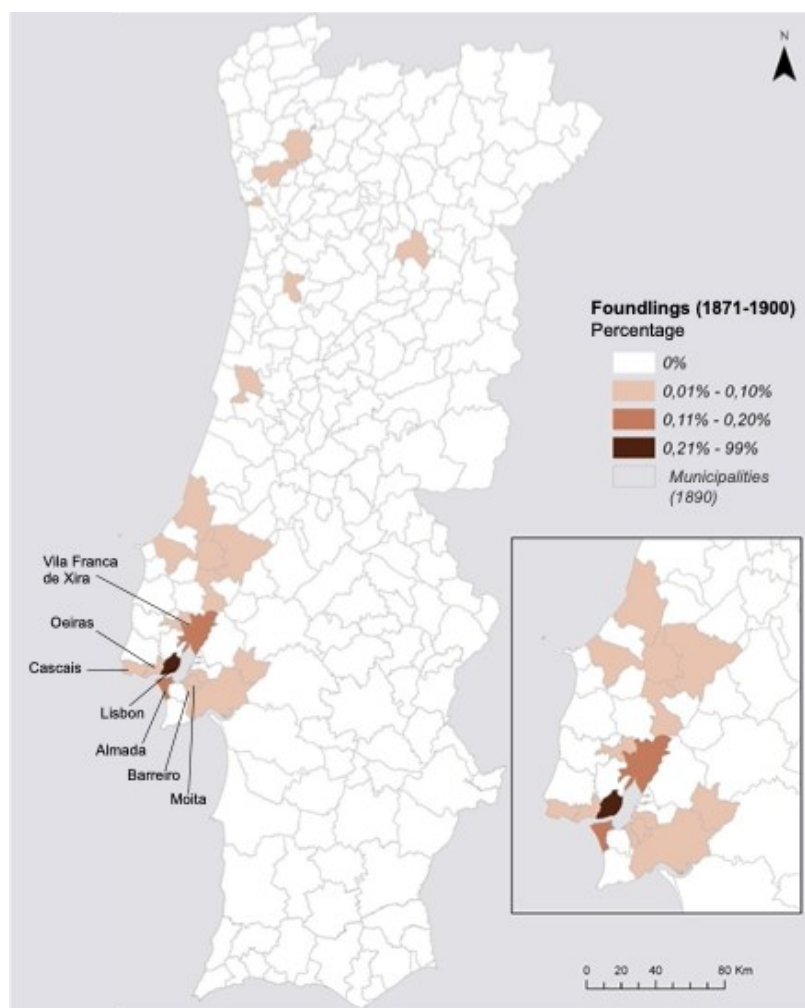 N
Foundlings (1871-1900)
Percentage
0%
0,01% - 0,10%
0,11% - 0,20%
0,21% - 99%
Municipalities
(1890)
Vila Franca
de Xira
Oeiras
Cascais
Lisbon
Almada
Barreiro
Moita
0 20 40 80 Km